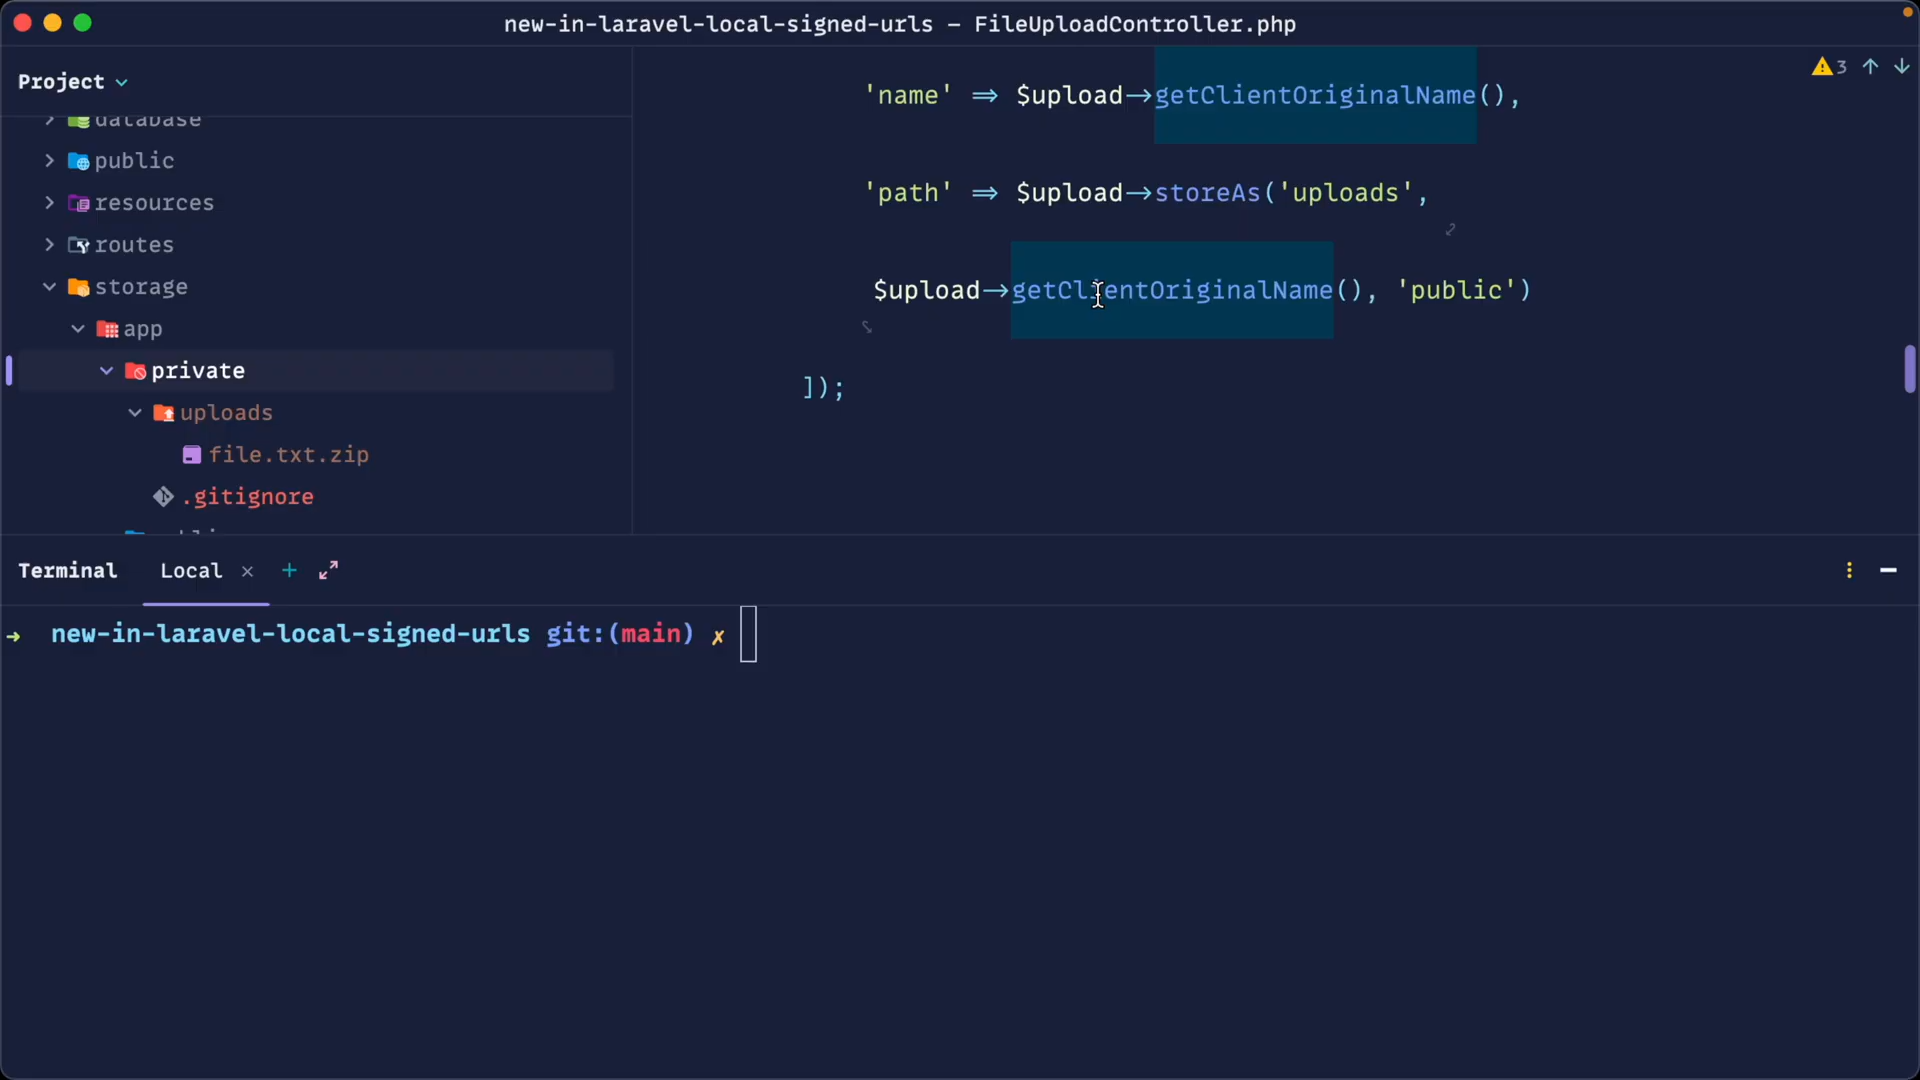 new-in-laravel-local-signed-urls – FileUploadController.php
Project
database
public
resources
routes
storage
app
private
uploads
file.txt.zip
.gitignore
'name' => $upload->getClientOriginalName(),
'path' => $upload->storeAs('uploads',
$upload->getClientOriginalName(), 'public')
]);
3
Terminal
Local
new-in-laravel-local-signed-urls git:(main) ✗